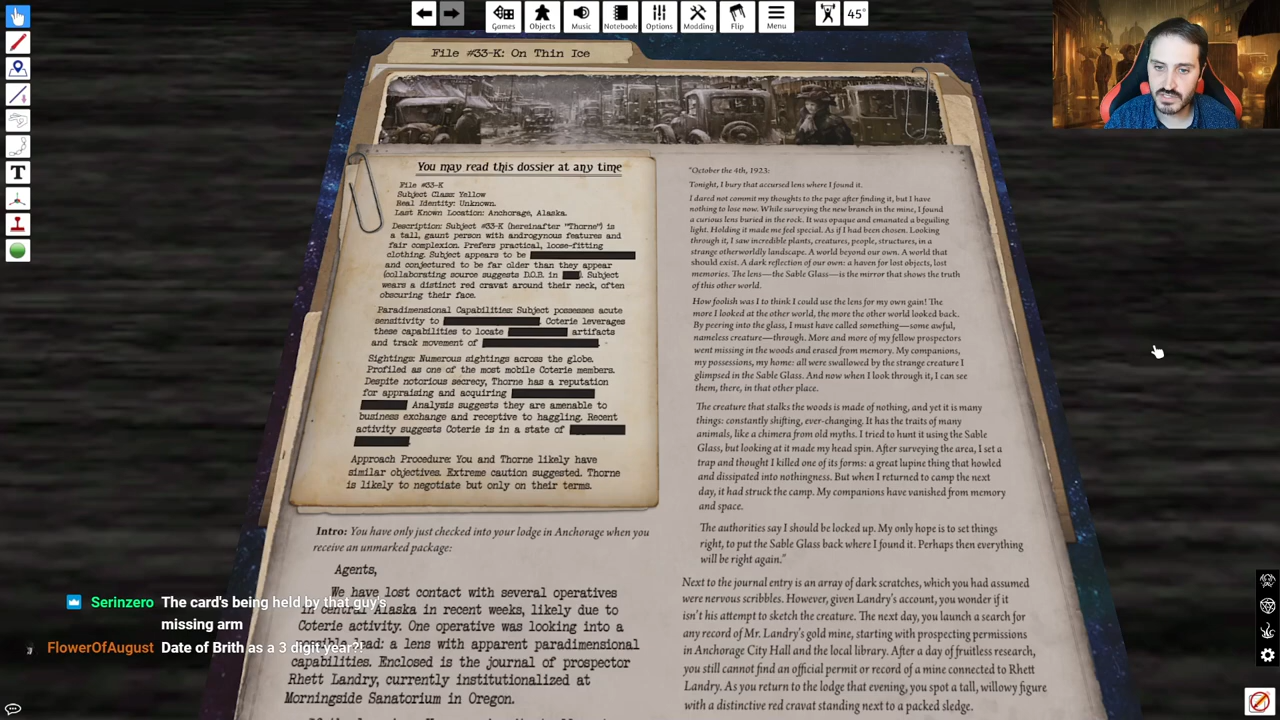 Games
Objects
Music
Notebook
Options
Modding
Flip
Menu
45°
File #33-K: On Thin Ice
You may read this dossier at any time
File #33-K
Subject Class: Yellow
Real Identity: Unknown.
Last Known Location: Anchorage, Alaska.
Description: Subject #33-K (hereinafter "Thorne") is
a tall, gaunt person with androgynous features and
fair complexion. Prefers practical, loose-fitting
clothing. Subject appears to be
and conjectured to be far older than they appear
(collaborating source suggests D.O.B. in . Subject
wears a distinct red cravat around their neck, often
obscuring their face.
Paradimensional Capabilities: Subject possesses acute
sensitivity to . Coterie leverages
these capabilities to locate artifacts
and track movement of .
Sightings: Numerous sightings across the globe.
Profiled as one of the most mobile Coterie members.
Despite notorious secrecy, Thorne has a reputation
for appraising and acquiring
Analysis suggests they are amenable to
business exchange and receptive to haggling. Recent
activity suggests Coterie is in a state of
Approach Procedure: You and Thorne likely have
similar objectives. Extreme caution suggested. Thorne
is likely to negotiate but only on their terms.
Intro: You have only just checked into your lodge in Anchorage when you
receive an unmarked package:
Agents,
We have lost contact with several operatives
in central Alaska in recent weeks, likely due to
Coterie activity. One operative was looking into a
lead: a lens with apparent paradimensional
capabilities. Enclosed is the journal of prospector
Rhett Landry, currently institutionalized at
Morningside Sanatorium in Oregon.
"October the 4th, 1923:
Tonight, I bury that accursed lens where I found it.
I dared not commit my thoughts to the page after finding it, but I have
nothing to lose now. While surveying the new branch in the mine, I found
a curious lens buried in the rock. It was opaque and emanated a beguiling
light. Holding it made me feel special. As if I had been chosen. Looking
through it, I saw incredible plants, creatures, people, structures, in a
strange otherworldly landscape. A world beyond our own. A world that
should exist. A dark reflection of our own: a haven for lost objects, lost
memories. The lens—the Sable Glass—is the mirror that shows the truth
of this other world.
How foolish was I to think I could use the lens for my own gain! The
more I looked at the other world, the more the other world looked back.
By peering into the glass, I must have called something—some awful,
nameless creature—through. More and more of my fellow prospectors
went missing in the woods and erased from memory. My companions,
my possessions, my home: all were swallowed by the strange creature I
glimpsed in the Sable Glass. And now when I look through it, I can see
them, there, in that other place.
The creature that stalks the woods is made of nothing, and yet it is many
things: constantly shifting, ever-changing. It has the traits of many
animals, like a chimera from old myths. I tried to hunt it using the Sable
Glass, but looking at it made my head spin. After surveying the area, I set a
trap and thought I killed one of its forms: a great lupine thing that howled
and dissipated into nothingness. But when I returned to camp the next
day, it had struck the camp. My companions have vanished from memory
and space.
The authorities say I should be locked up. My only hope is to set things
right, to put the Sable Glass back where I found it. Perhaps then everything
will be right again."
Next to the journal entry is an array of dark scratches, which you had assumed
were nervous scribbles. However, given Landry's account, you wonder if it
isn't his attempt to sketch the creature. The next day, you launch a search for
any record of Mr. Landry's gold mine, starting with prospecting permissions
in Anchorage City Hall and the local library. After a day of fruitless research,
you still cannot find an official permit or record of a mine connected to Rhett
Landry. As you return to the lodge that evening, you spot a tall, willowy figure
with a distinctive red cravat standing next to a packed sledge.
Serinzero The card's being held by that guy's
missing arm
FlowerOfAugust Date of Brith as a 3 digit year?!